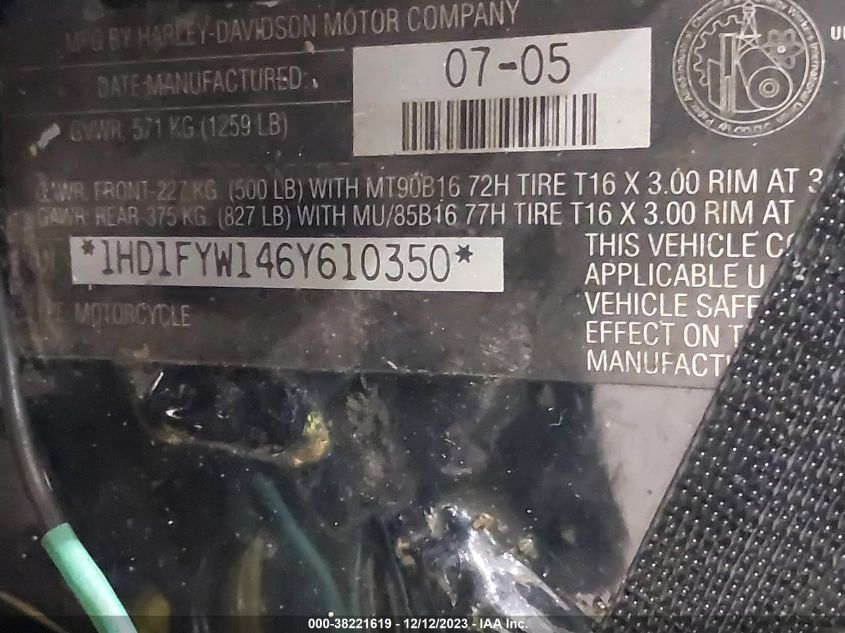 MFG BY HARLEY-DAVIDSON MOTOR COMPANY
DATE MANUFACTURED
07-05
GVWR. 571 KG. (1259 LB)
GAWR. FRONT-227 KG. (500 LB) WITH MT90B16 72H TIRE T16 X 3.00 RIM AT 3
GAWR. REAR-375 KG. (827 LB) WITH MU/85B16 77H TIRE T16 X 3.00 RIM AT
*1HD1FYW146Y610350*
THIS VEHICLE CO
APPLICABLE U
VEHICLE SAFE
EFFECT ON T
MANUFACTU
MOTORCYCLE
000-38221619 - 12/12/2023 - IAA Inc.